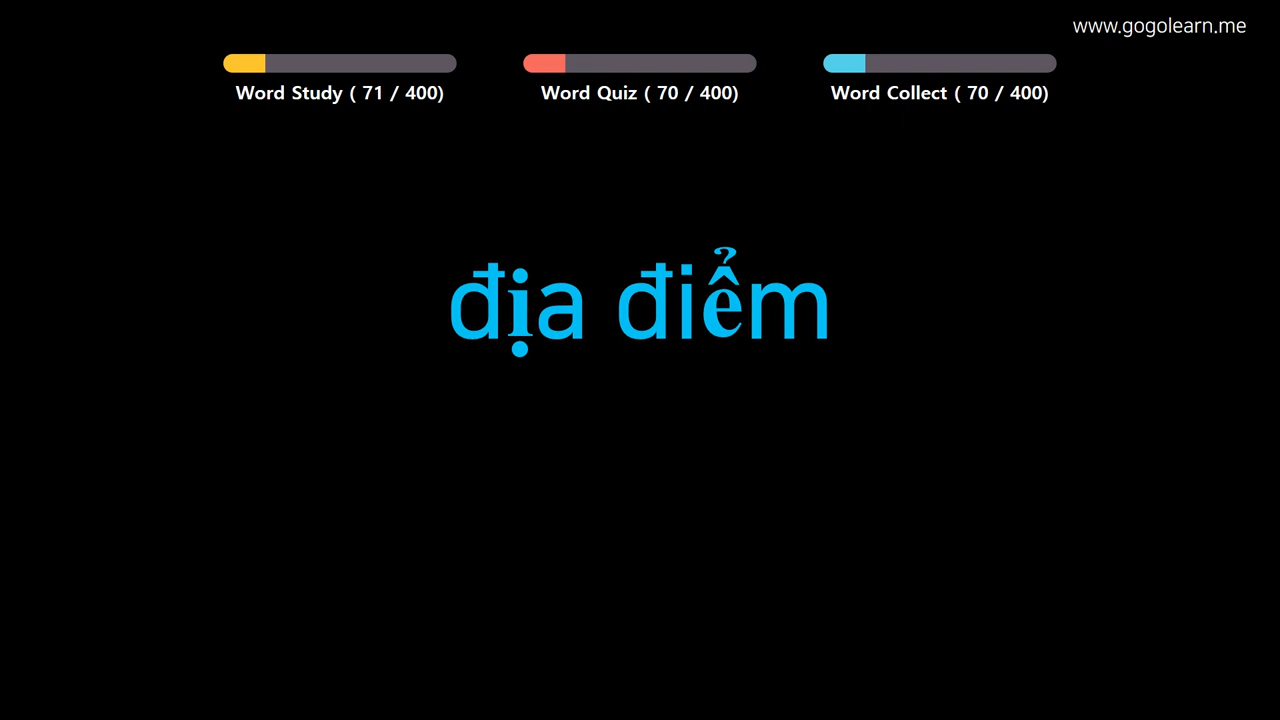 www.gogolearn.me
Word Study ( 71 / 400)
Word Quiz ( 70 / 400)
Word Collect ( 70 / 400)
địa điểm